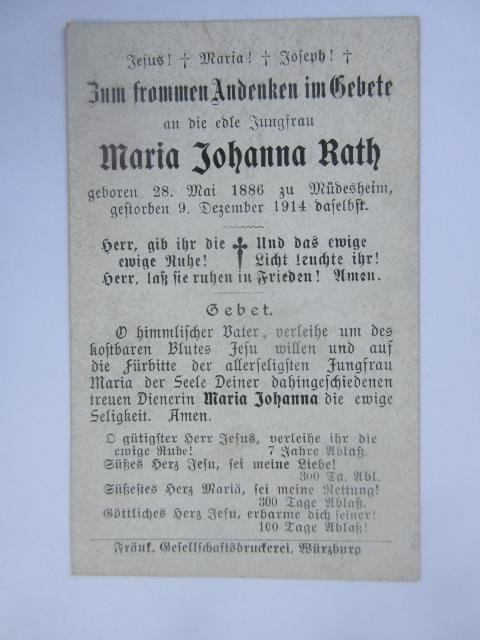 Jesus! † Maria! † Joseph! †
Zum frommen Andenken im Gebete
an die edle Jungfrau
Maria Johanna Rath
geboren 28. Mai 1886 zu Müdesheim,
gestorben 9. Dezember 1914 daselbst.
Herr, gib ihr die † Und das ewige
ewige Ruhe! Licht leuchte ihr!
Herr, laß sie ruhen in Frieden! Amen.
Gebet.
O himmlischer Vater, verleihe um des
kostbaren Blutes Jesu willen und auf
die Fürbitte der allerseligsten Jungfrau
Maria der Seele Deiner dahingeschiedenen
treuen Dienerin Maria Johanna die ewige
Seligkeit. Amen.
O gütigster Herr Jesus, verleihe ihr die
ewige Ruhe! 7 Jahre Ablaß.
Süßes Herz Jesu, sei meine Liebe!
300 Ta. Abl.
Süßestes Herz Mariä, sei meine Rettung!
300 Tage Ablaß.
Göttliches Herz Jesu, erbarme dich seiner!
100 Tage Ablaß!
Fränk. Gesellschaftsdruckerei, Würzburg